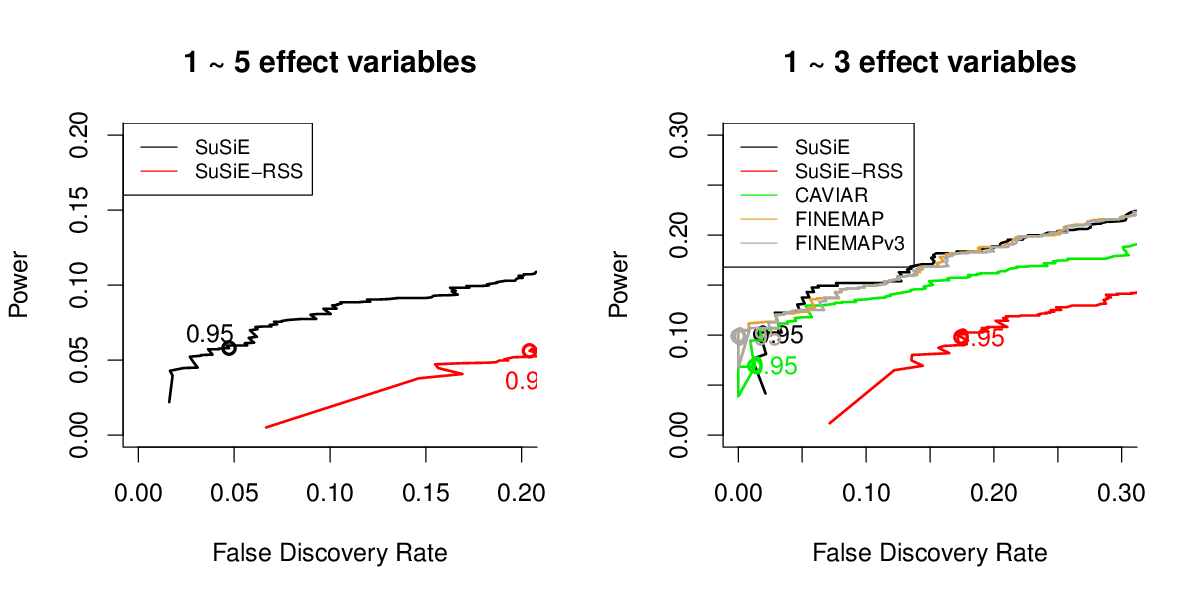 1 ~ 5 effect variables
Power
0.00 0.05 0.10 0.15 0.20
SuSiE
SuSiE−RSS
0.95
0.9
0.00 0.05 0.10 0.15 0.20
False Discovery Rate
1 ~ 3 effect variables
Power
0.00 0.10 0.20 0.30
SuSiE
SuSiE−RSS
CAVIAR
FINEMAP
FINEMAPv3
0.95
0.95
0.95
0.00 0.10 0.20 0.30
False Discovery Rate